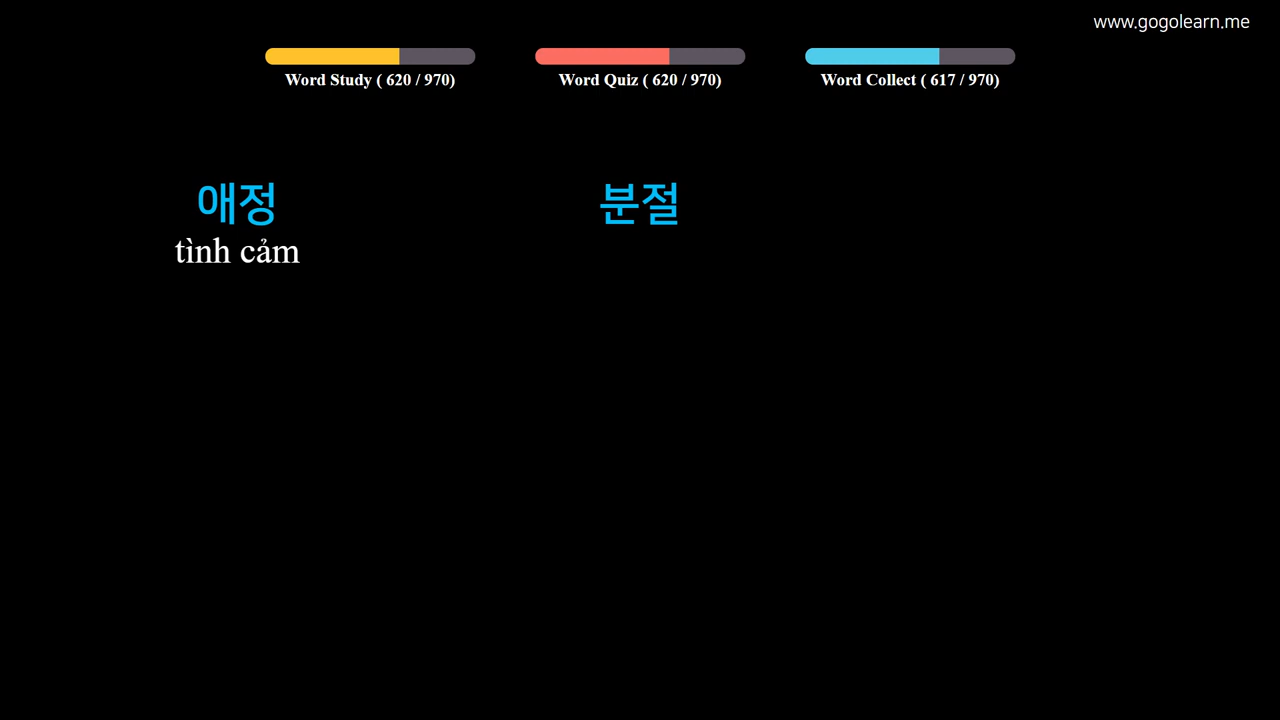 www.gogolearn.me
Word Study ( 620 / 970)
Word Quiz ( 620 / 970)
Word Collect ( 617 / 970)
애정
tình cảm
분절